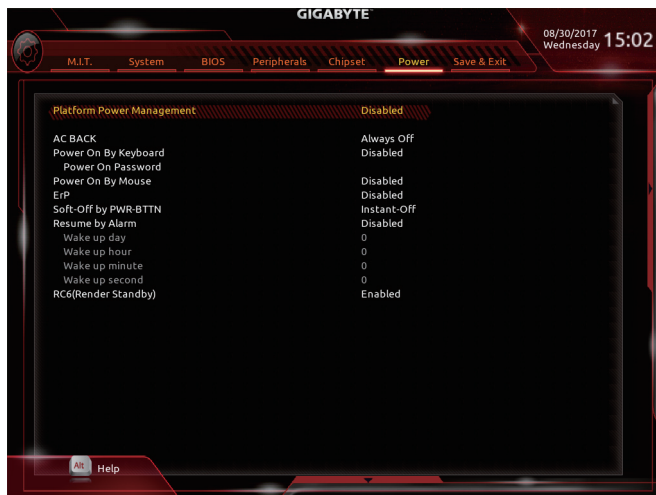 GIGABYTE™
08/30/2017 Wednesday 15:02
M.I.T. System BIOS Peripherals Chipset Power Save & Exit
Platform Power Management Disabled
AC BACK Always Off
Power On By Keyboard Disabled
Power On Password
Power On By Mouse Disabled
ErP Disabled
Soft-Off by PWR-BTTN Instant-Off
Resume by Alarm Disabled
Wake up day 0
Wake up hour 0
Wake up minute 0
Wake up second 0
RC6(Render Standby) Enabled
Alt Help